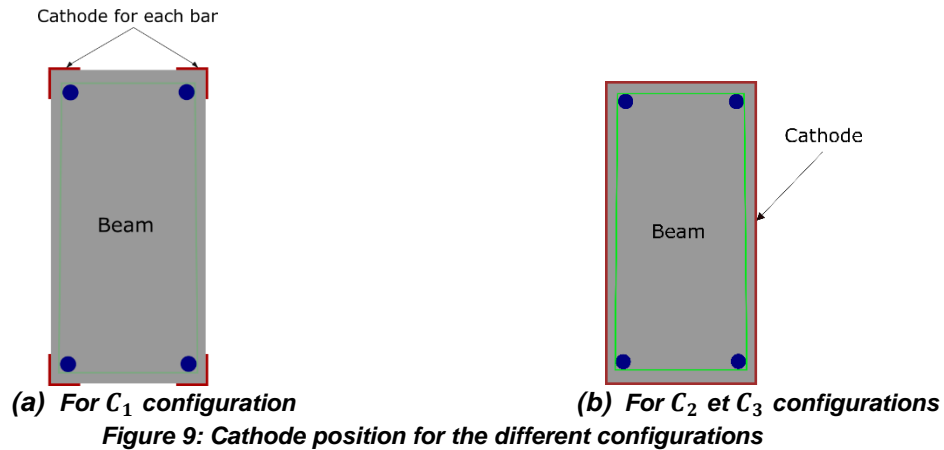 Cathode for each bar
Beam
Cathode
Beam
(a) For C₁ configuration
(b) For C₂ et C₃ configurations
Figure 9: Cathode position for the different configurations